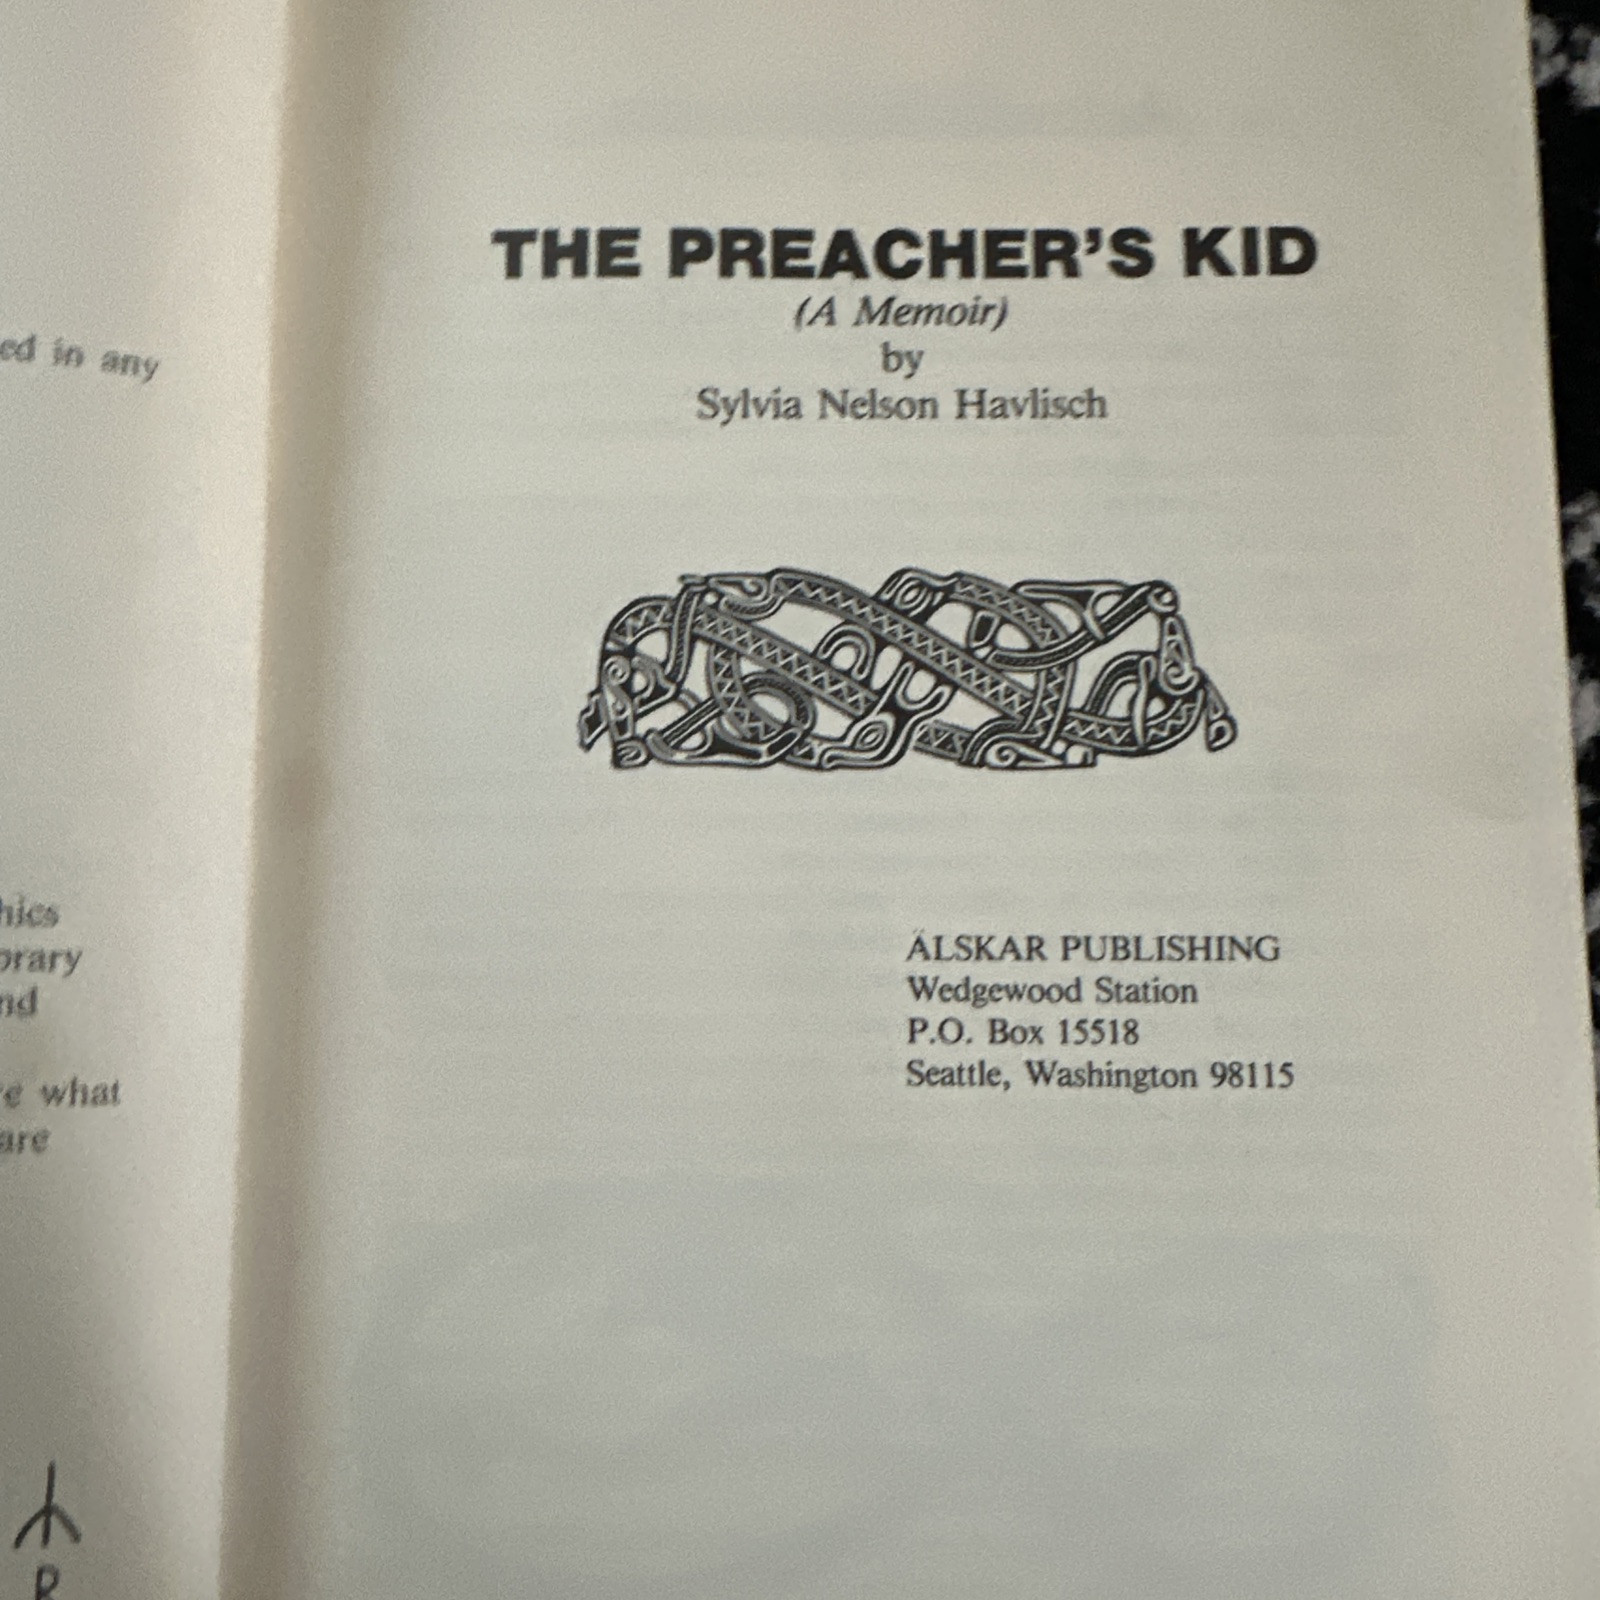 ed in any
hics
brary
nd
e what
are
R
THE PREACHER'S KID
(A Memoir)
by
Sylvia Nelson Havlisch
ÄLSKAR PUBLISHING
Wedgewood Station
P.O. Box 15518
Seattle, Washington 98115